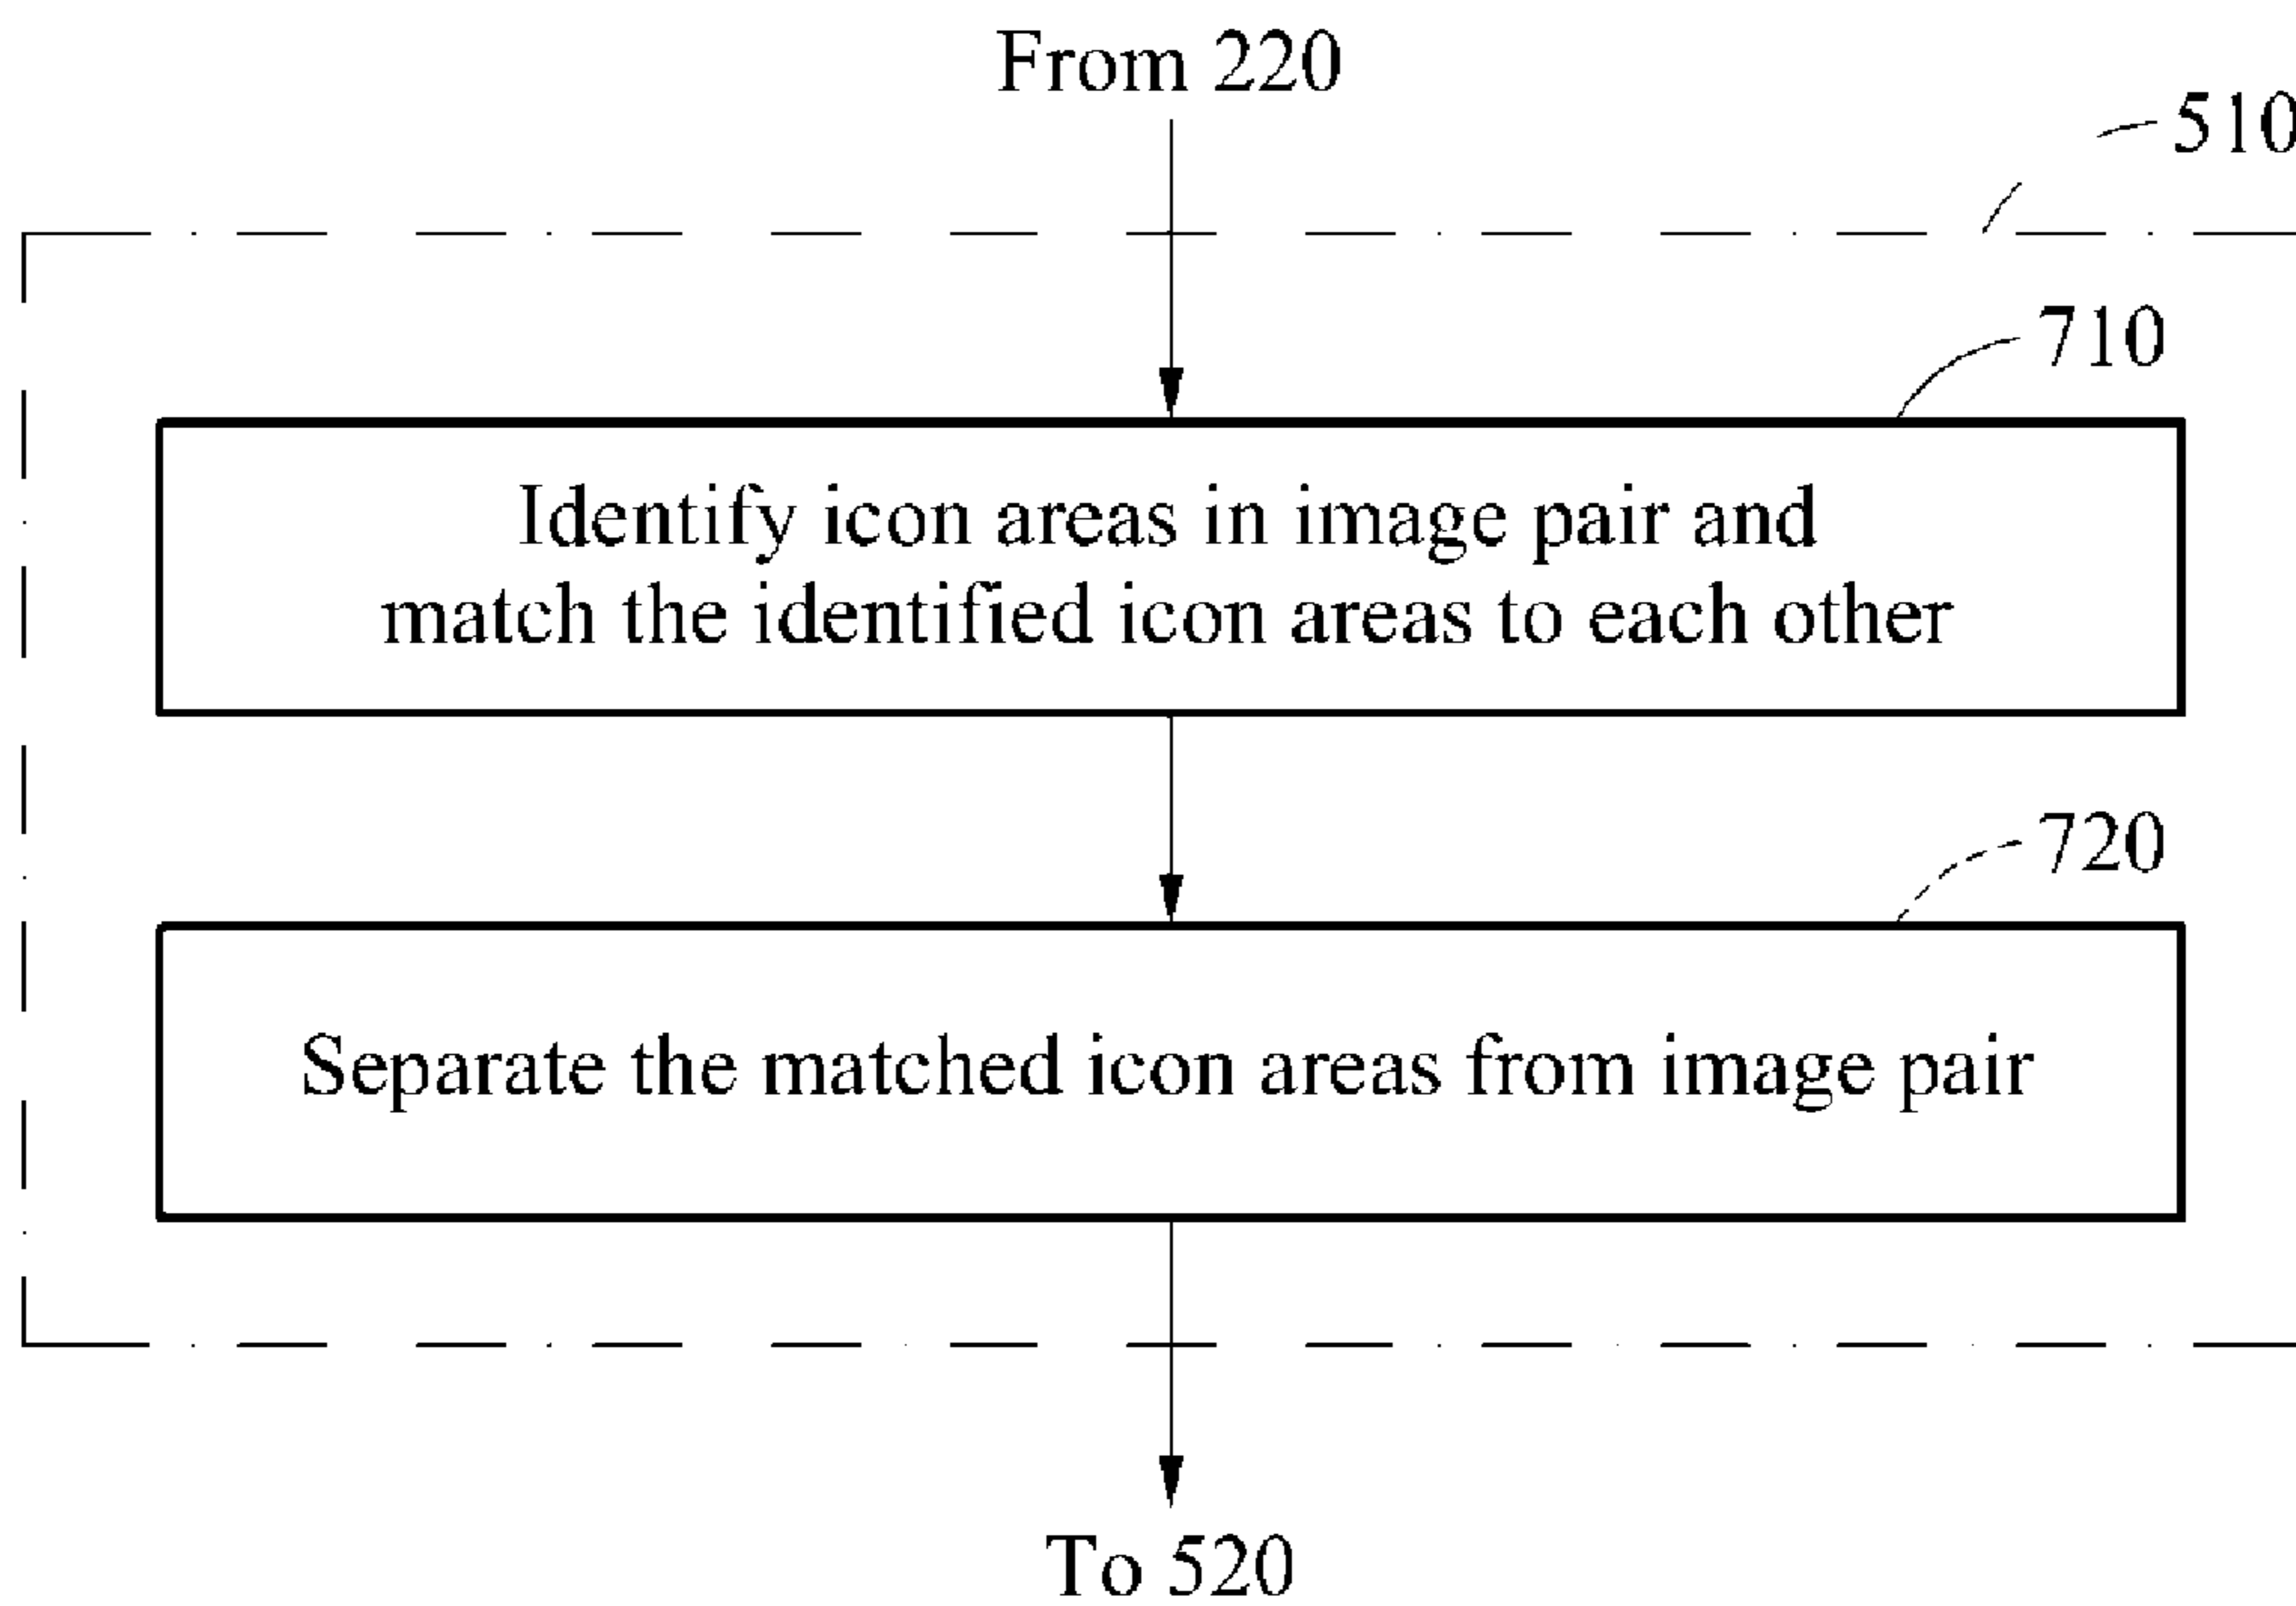 From 220
510
710
Identify icon areas in image pair and
match the identified icon areas to each other
720
Separate the matched icon areas from image pair
To 520